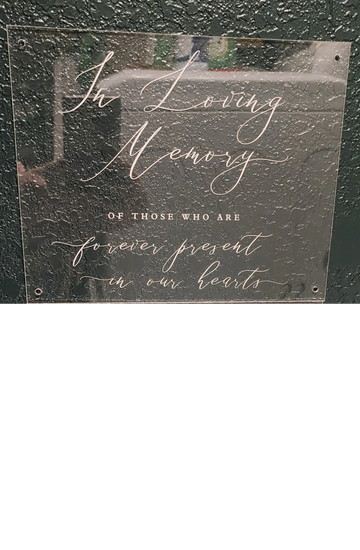 In Loving
Memory
OF THOSE WHO ARE
forever present
in our hearts